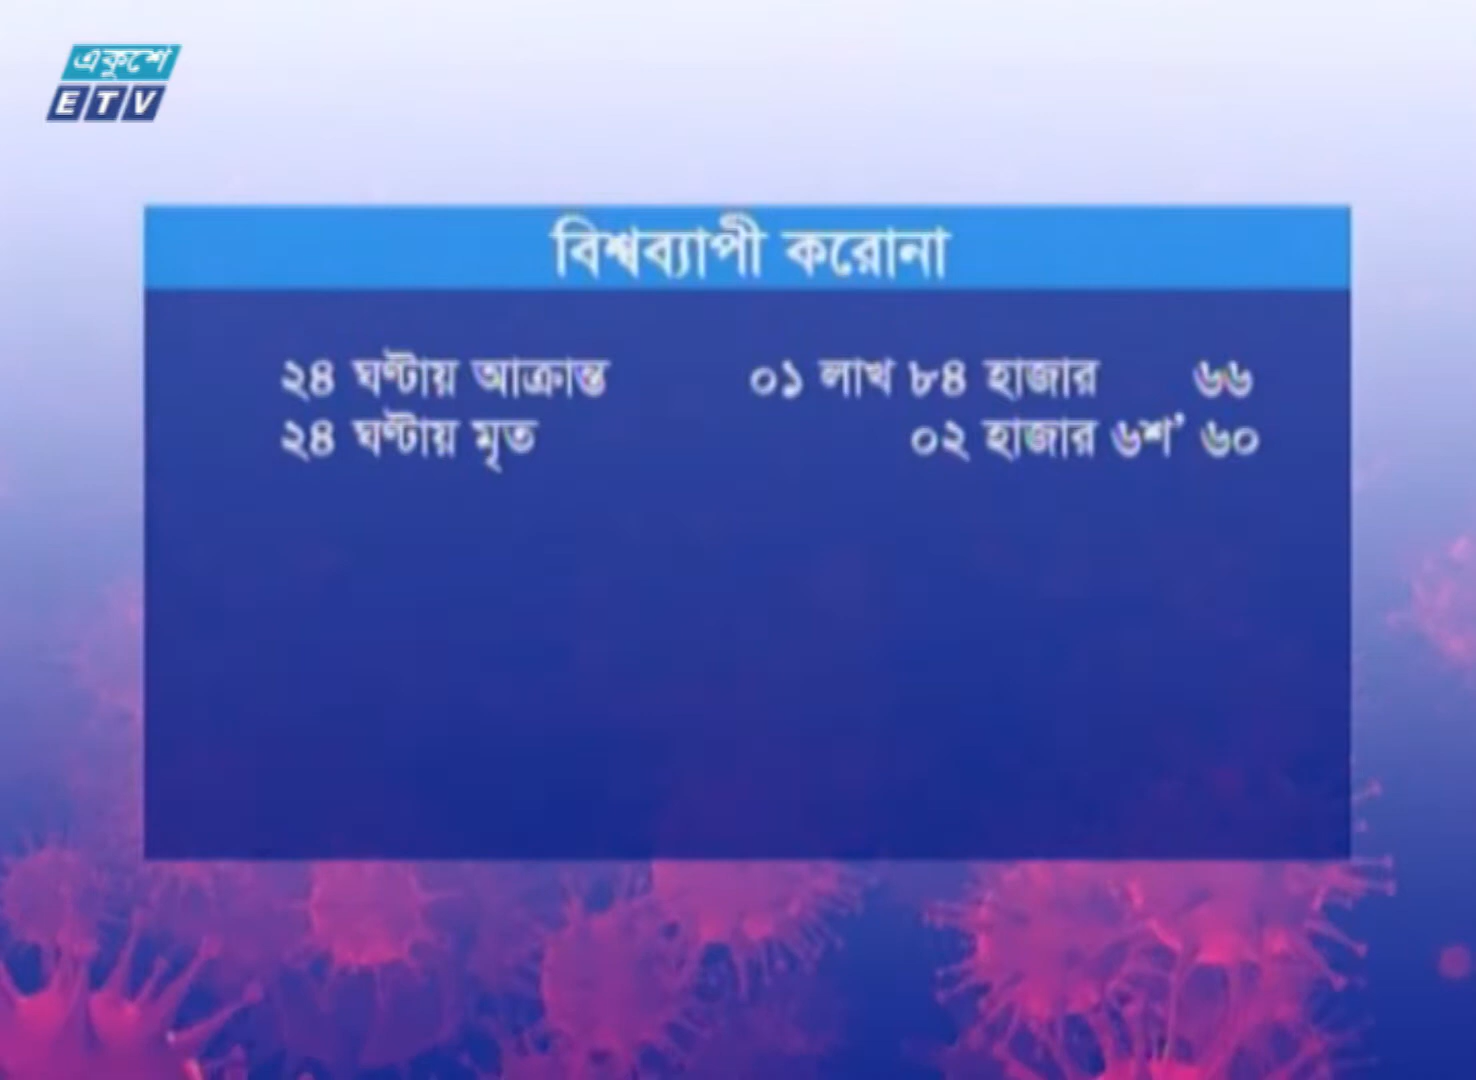 একুশে
ETV
বিশ্বব্যাপী করোনা
২৪ ঘণ্টায় আক্রান্ত ০১ লাখ ৮৪ হাজার ৬৬
২৪ ঘণ্টায় মৃত ০২ হাজার ৬শ’ ৬০